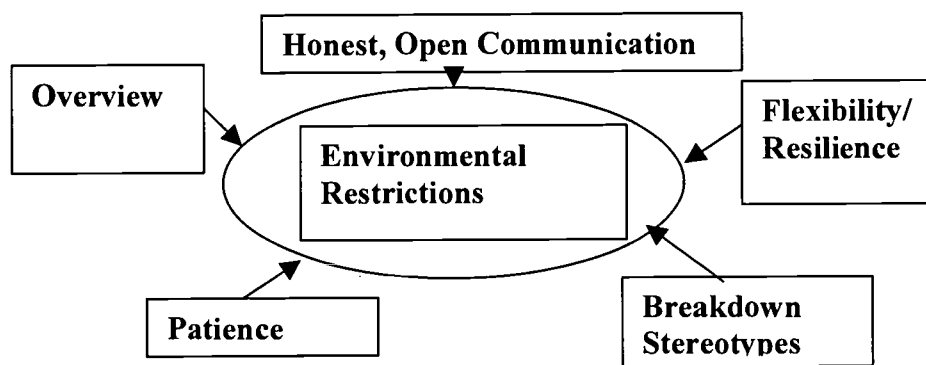 Honest, Open Communication
Overview
Flexibility/
Resilience
Environmental
Restrictions
Patience
Breakdown
Stereotypes